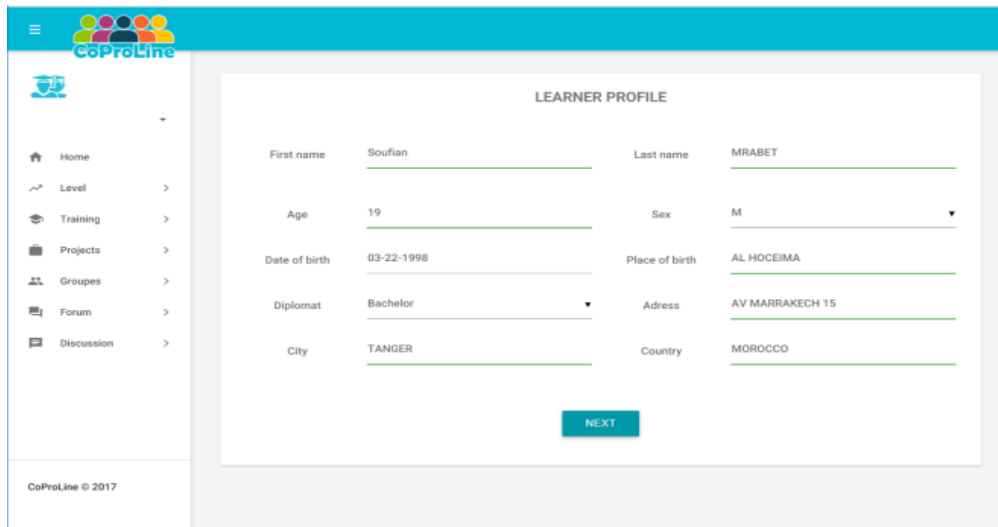 CoProLine
LEARNER PROFILE
Home
Level
Training
Projects
Groupes
Forum
Discussion
First name Soufian Last name MRABET
Age 19 Sex M
Date of birth 03-22-1998 Place of birth AL HOCEIMA
Diplomat Bachelor Adress AV MARRAKECH 15
City TANGER Country MOROCCO
NEXT
CoProLine © 2017